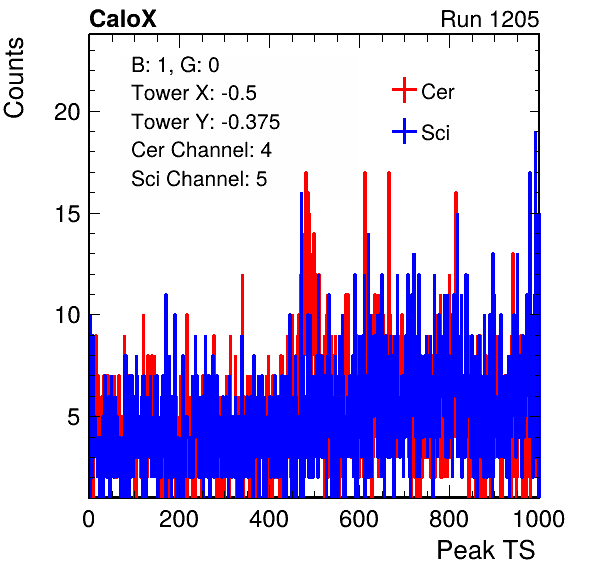 CaloX Run 1205
Counts
B: 1, G: 0
Tower X: -0.5
Tower Y: -0.375
Cer Channel: 4
Sci Channel: 5
Cer
Sci
20
15
10
5
0 200 400 600 800 1000
Peak TS